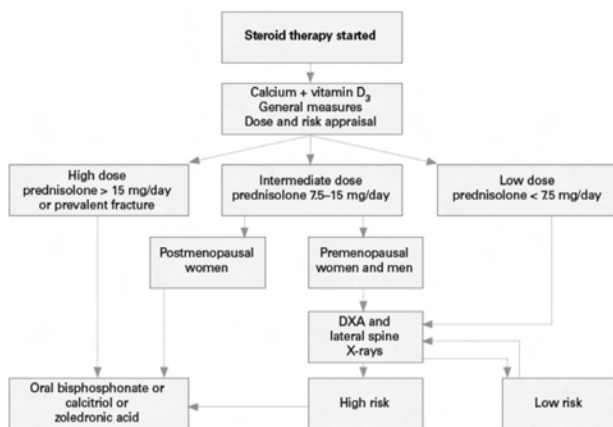 Steroid therapy started
Calcium + vitamin D3
General measures
Dose and risk appraisal
High dose
prednisolone > 15 mg/day
or prevalent fracture
Intermediate dose
prednisolone 7.5–15 mg/day
Low dose
prednisolone < 7.5 mg/day
Postmenopausal
women
Premenopausal
women and men
DXA and
lateral spine
X-rays
Oral bisphosphonate or
calcitriol or
zoledronic acid
High risk
Low risk